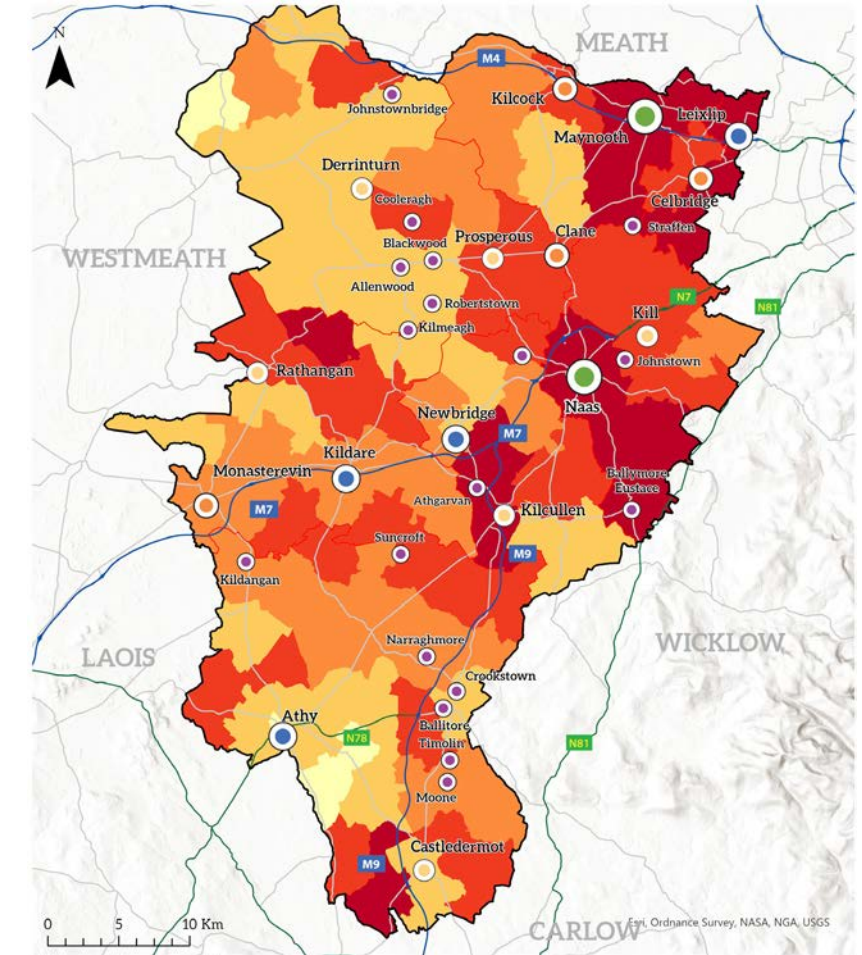 N
MEATH
M4
Johnstownbridge
Kilcock
Maynooth
Leixlip
Derrinturn
Cooleragh
Celbridge
Straffen
Blackwood
Prosperous
Clane
WESTMEATH
Allenwood
Robertstown
N7
N81
Kilmeagh
Kill
Johnstown
Rathangan
Naas
Newbridge
M7
Kildare
Monasterevin
Athgarvan
Ballymore
Eustace
M7
Kilcullen
Suncroft
M9
Kildangan
Narraghmore
WICKLOW
LAOIS
Crookstown
Athy
Ballitore
N78
Timolin
N81
Moone
Castledermot
M9
0 5 10 Km
CARLOW
Esri, Ordnance Survey, NASA, NGA, USGS